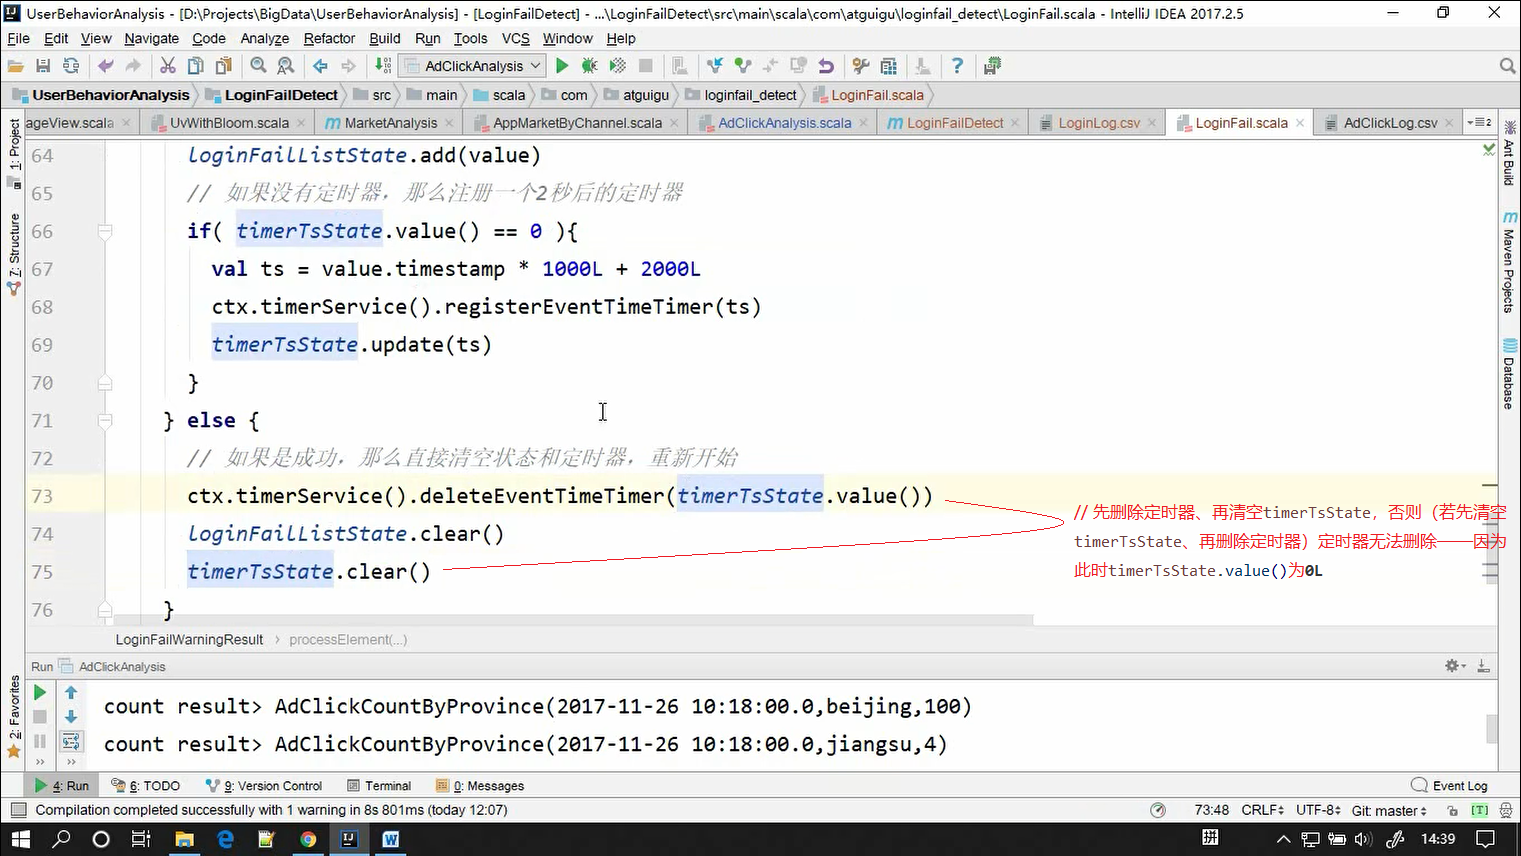 UserBehaviorAnalysis - [D:\Projects\BigData\UserBehaviorAnalysis] - [LoginFailDetect] - ...\LoginFailDetect\src\main\scala\com\atguigu\loginfail_detect\LoginFail.scala - IntelliJ IDEA 2017.2.5
File Edit View Navigate Code Analyze Refactor Build Run Tools VCS Window Help
AdClickAnalysis
UserBehaviorAnalysis LoginFailDetect src main scala com atguigu loginfail_detect LoginFail.scala
ageView.scala UvWithBloom.scala MarketAnalysis AppMarketByChannel.scala AdClickAnalysis.scala LoginFailDetect LoginLog.csv LoginFail.scala AdClickLog.csv 2
1: Project
7: Structure
2: Favorites
Ant Build
Maven Projects
Database
64 loginFailListState.add(value)
65 // 如果没有定时器，那么注册一个2秒后的定时器
66 if( timerTsState.value() == 0 ){
67 val ts = value.timestamp * 1000L + 2000L
68 ctx.timerService().registerEventTimeTimer(ts)
69 timerTsState.update(ts)
70 }
71 } else {
72 // 如果是成功，那么直接清空状态和定时器，重新开始
73 ctx.timerService().deleteEventTimeTimer(timerTsState.value())
74 loginFailListState.clear()
75 timerTsState.clear()
76 }
// 先删除定时器、再清空timerTsState，否则（若先清空
timerTsState、再删除定时器）定时器无法删除——因为
此时timerTsState.value()为0L
LoginFailWarningResult processElement(...)
Run AdClickAnalysis
count result> AdClickCountByProvince(2017-11-26 10:18:00.0,beijing,100)
count result> AdClickCountByProvince(2017-11-26 10:18:00.0,jiangsu,4)
4: Run 6: TODO 9: Version Control Terminal 0: Messages Event Log
Compilation completed successfully with 1 warning in 8s 801ms (today 12:07) 73:48 CRLF UTF-8 Git: master [T]
拼 14:39